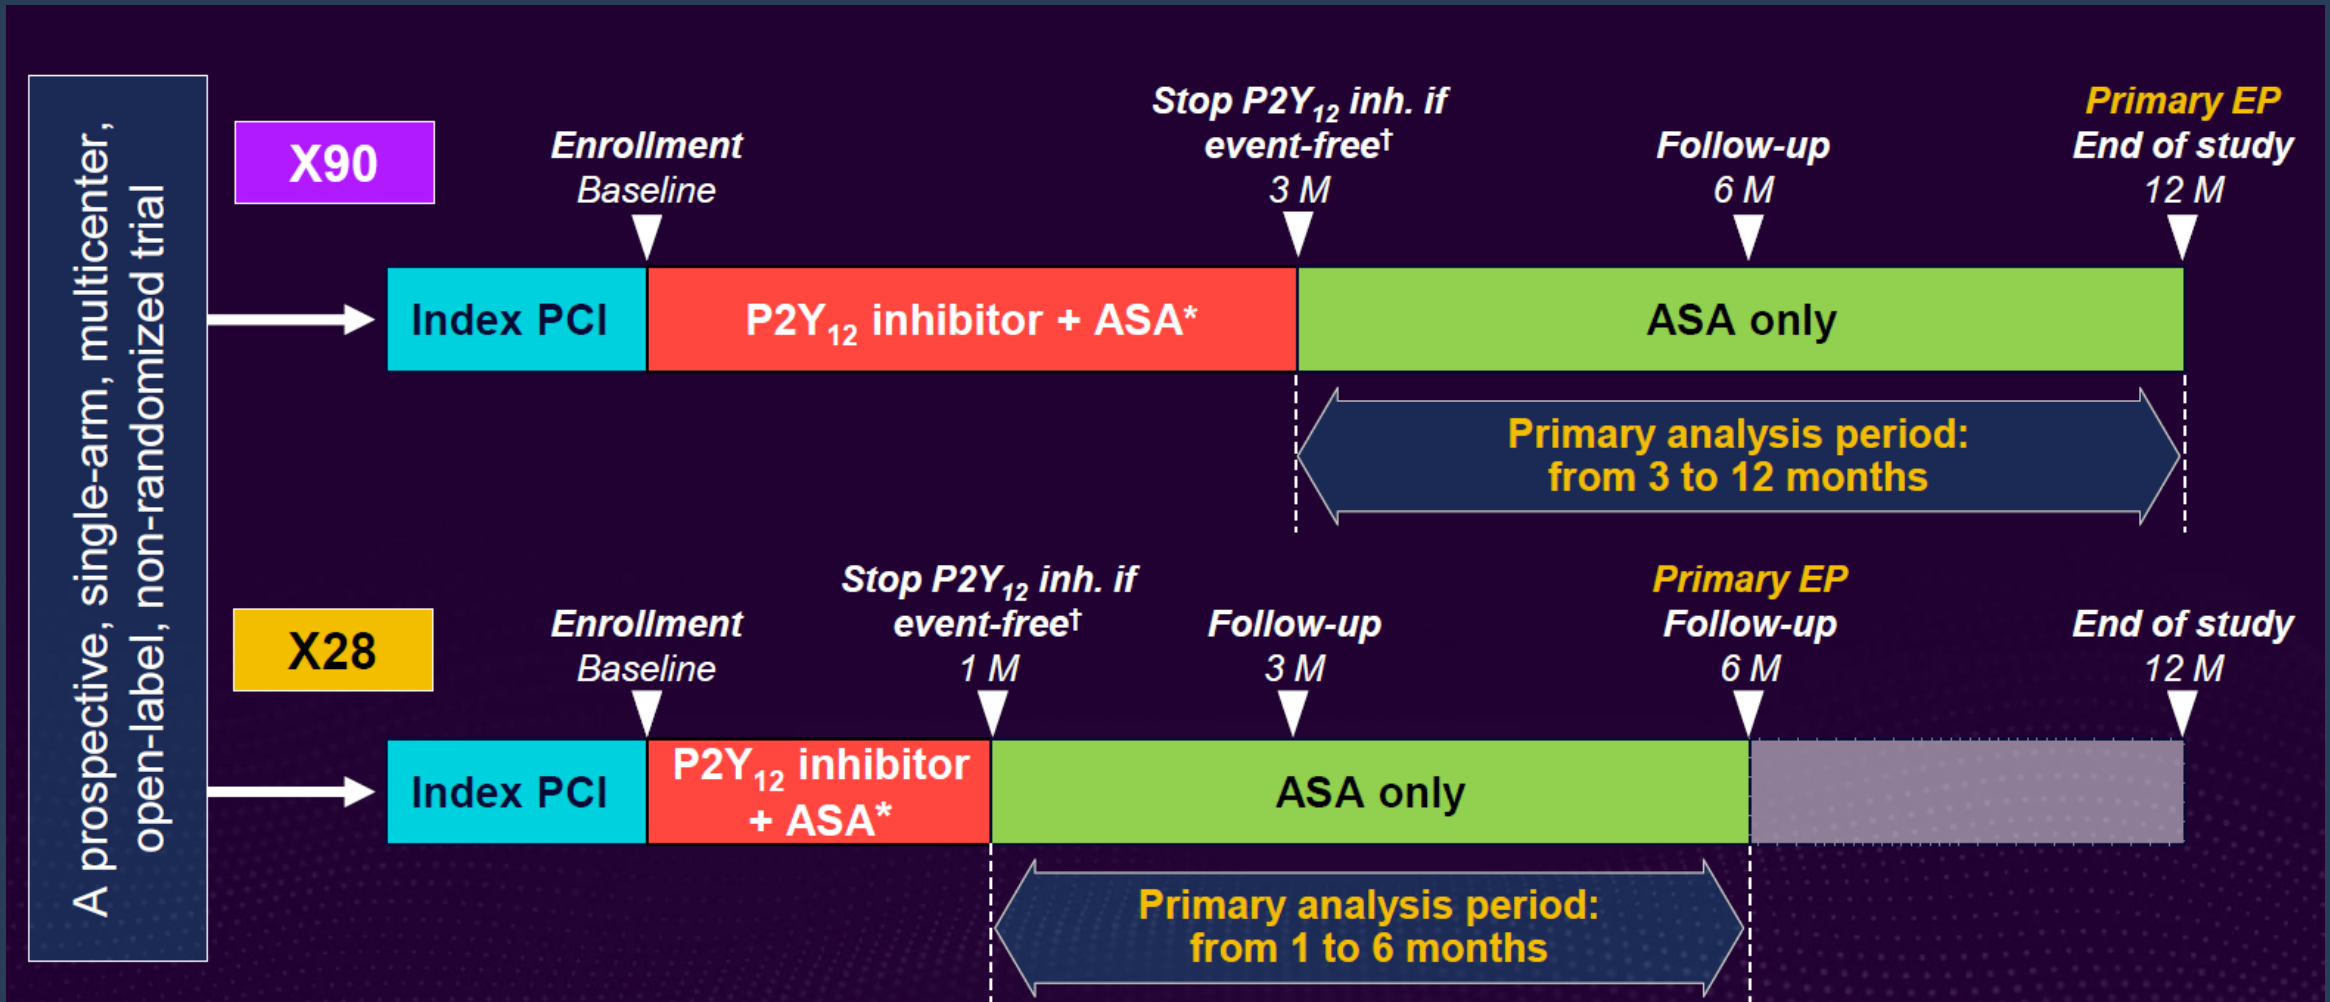 A prospective, single-arm, multicenter,
open-label, non-randomized trial
X90
Enrollment
Baseline
Stop P2Y12 inh. if
event-free†
3 M
Follow-up
6 M
Primary EP
End of study
12 M
Index PCI
P2Y12 inhibitor + ASA*
ASA only
Primary analysis period:
from 3 to 12 months
X28
Enrollment
Baseline
Stop P2Y12 inh. if
event-free†
1 M
Follow-up
3 M
Primary EP
Follow-up
6 M
End of study
12 M
Index PCI
P2Y12 inhibitor
+ ASA*
ASA only
Primary analysis period:
from 1 to 6 months